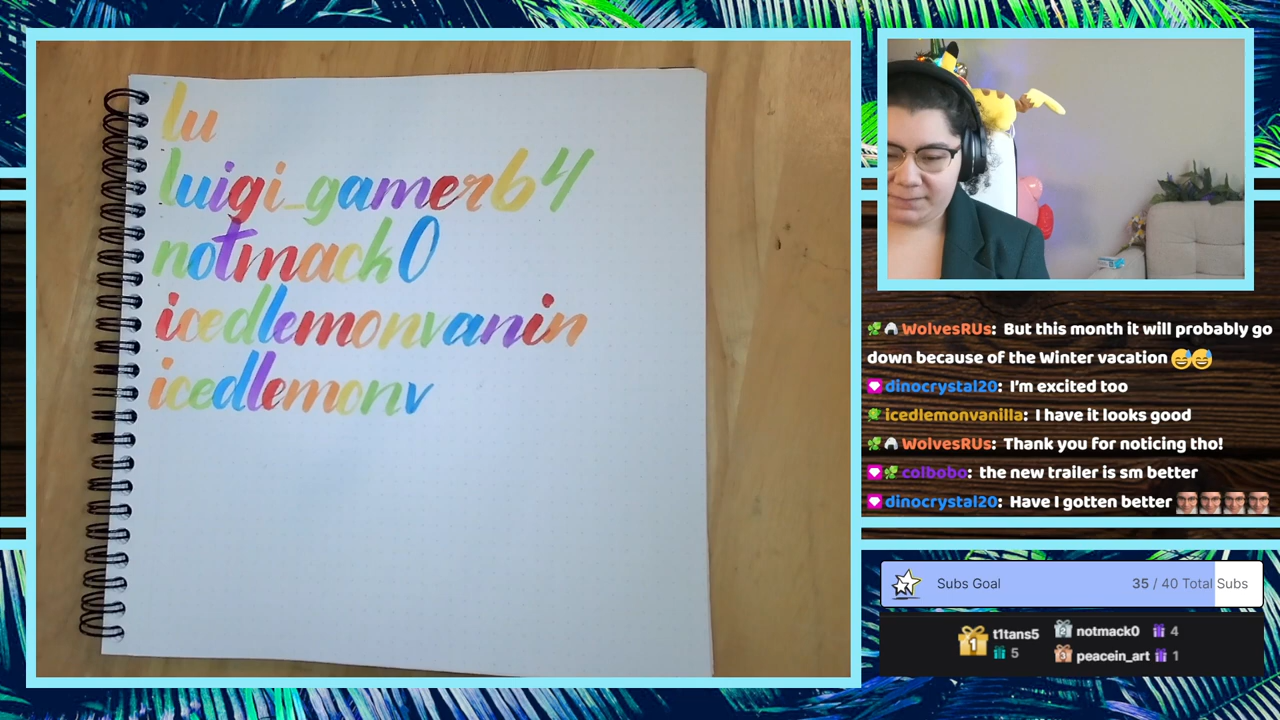 lu
luigi_gamer64
notmack0
icedlemonvanin
icedlemonv
WolvesRUs: But this month it will probably go
down because of the Winter vacation 😅😅
dinocrystal20: I'm excited too
icedlemonvanilla: I have it looks good
WolvesRUs: Thank you for noticing tho!
colbobo: the new trailer is sm better
dinocrystal20: Have I gotten better
Subs Goal 35 / 40 Total Subs
1 t1tans5 5
2 notmack0 4
3 peacein_art 1